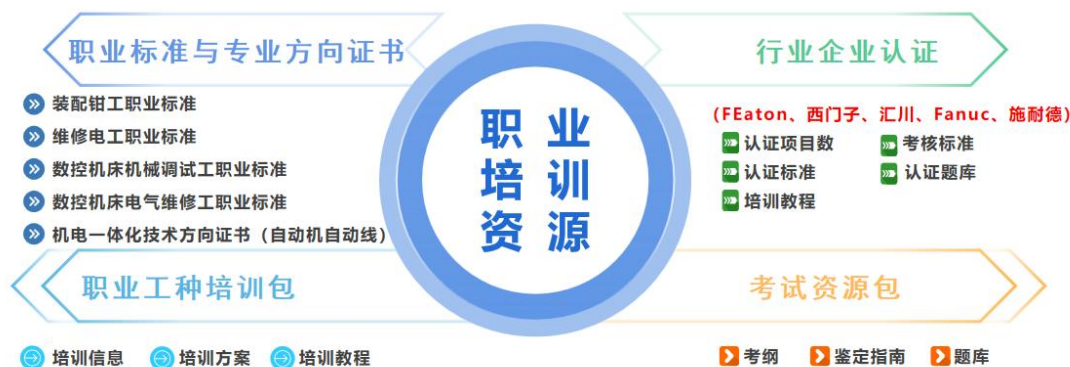 职业标准与专业方向证书
装配钳工职业标准
维修电工职业标准
数控机床机械调试工职业标准
数控机床电气维修工职业标准
机电一体化技术方向证书（自动机自动线）
职业
培训
资源
行业企业认证
（FEaton、西门子、汇川、Fanuc、施耐德）
认证项目数 考核标准
认证标准 认证题库
培训教程
职业工种培训包
培训信息 培训方案 培训教程
考试资源包
考纲 鉴定指南 题库